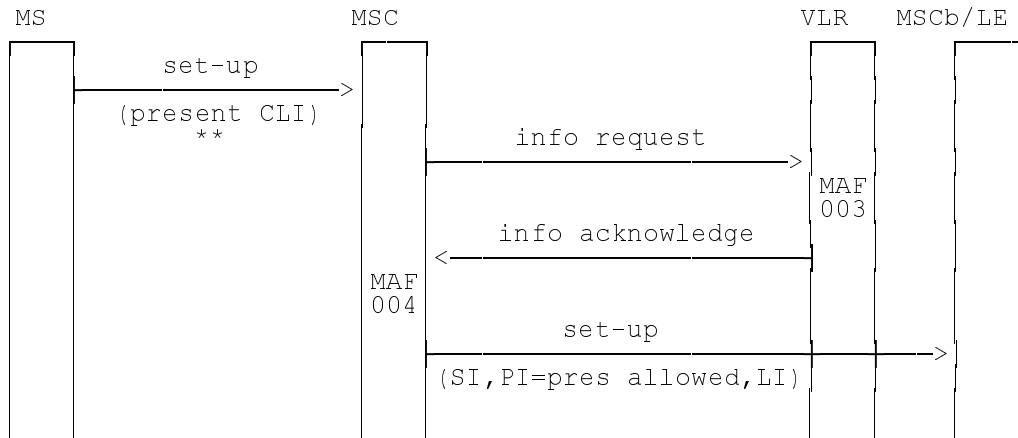 MS MSC VLR MSCb/LE
set-up
(present CLI)
**
info request
MAF
003
info acknowledge
MAF
004
set-up
(SI,PI=pres allowed,LI)